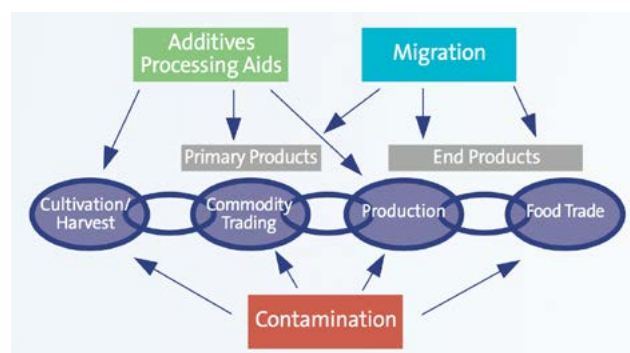 Additives
Processing Aids
Migration
Primary Products
End Products
Cultivation/
Harvest
Commodity
Trading
Production
Food Trade
Contamination